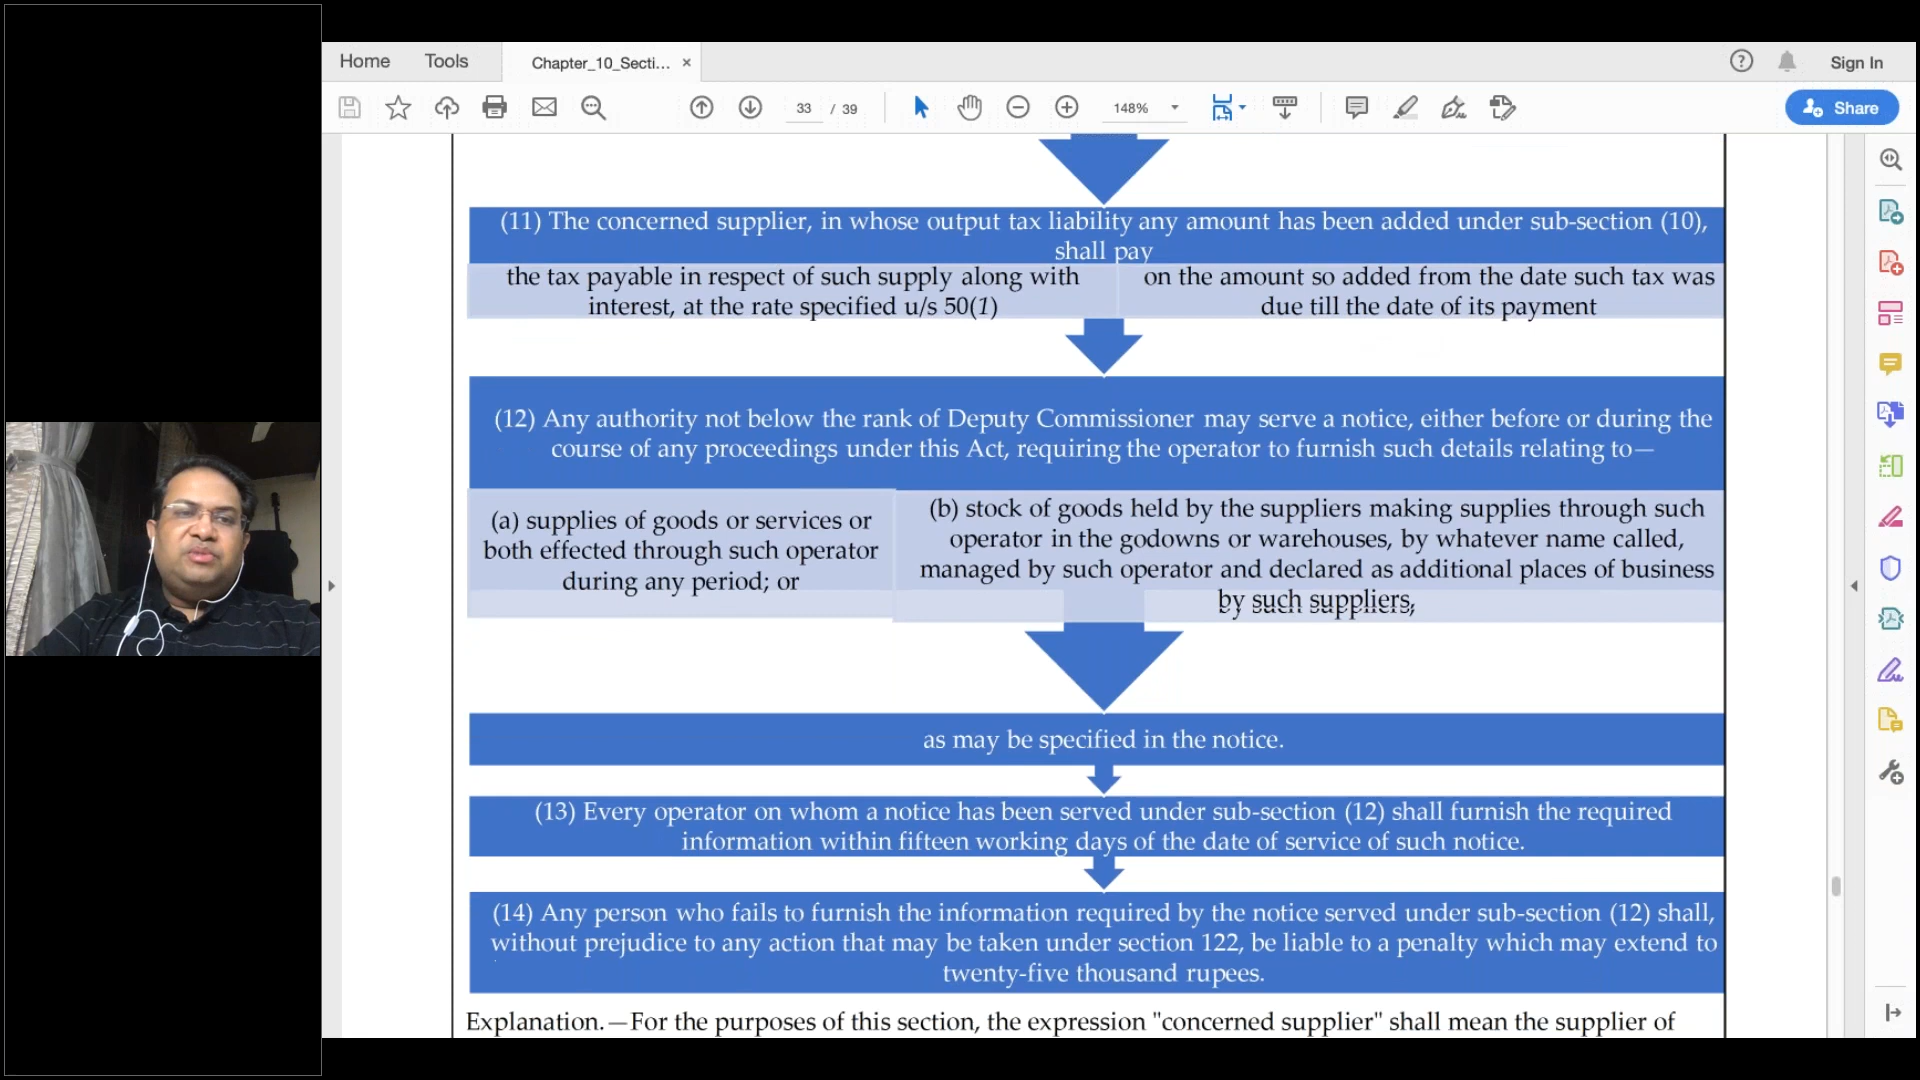 Home
Tools
Chapter_10_Secti... ×
Sign In
33 / 39
148%
Share
(11) The concerned supplier, in whose output tax liability any amount has been added under sub-section (10),
shall pay
the tax payable in respect of such supply along with
interest, at the rate specified u/s 50(1)
on the amount so added from the date such tax was
due till the date of its payment
(12) Any authority not below the rank of Deputy Commissioner may serve a notice, either before or during the
course of any proceedings under this Act, requiring the operator to furnish such details relating to—
(a) supplies of goods or services or
both effected through such operator
during any period; or
(b) stock of goods held by the suppliers making supplies through such
operator in the godowns or warehouses, by whatever name called,
managed by such operator and declared as additional places of business
by such suppliers,
as may be specified in the notice.
(13) Every operator on whom a notice has been served under sub-section (12) shall furnish the required
information within fifteen working days of the date of service of such notice.
(14) Any person who fails to furnish the information required by the notice served under sub-section (12) shall,
without prejudice to any action that may be taken under section 122, be liable to a penalty which may extend to
twenty-five thousand rupees.
Explanation.—For the purposes of this section, the expression "concerned supplier" shall mean the supplier of